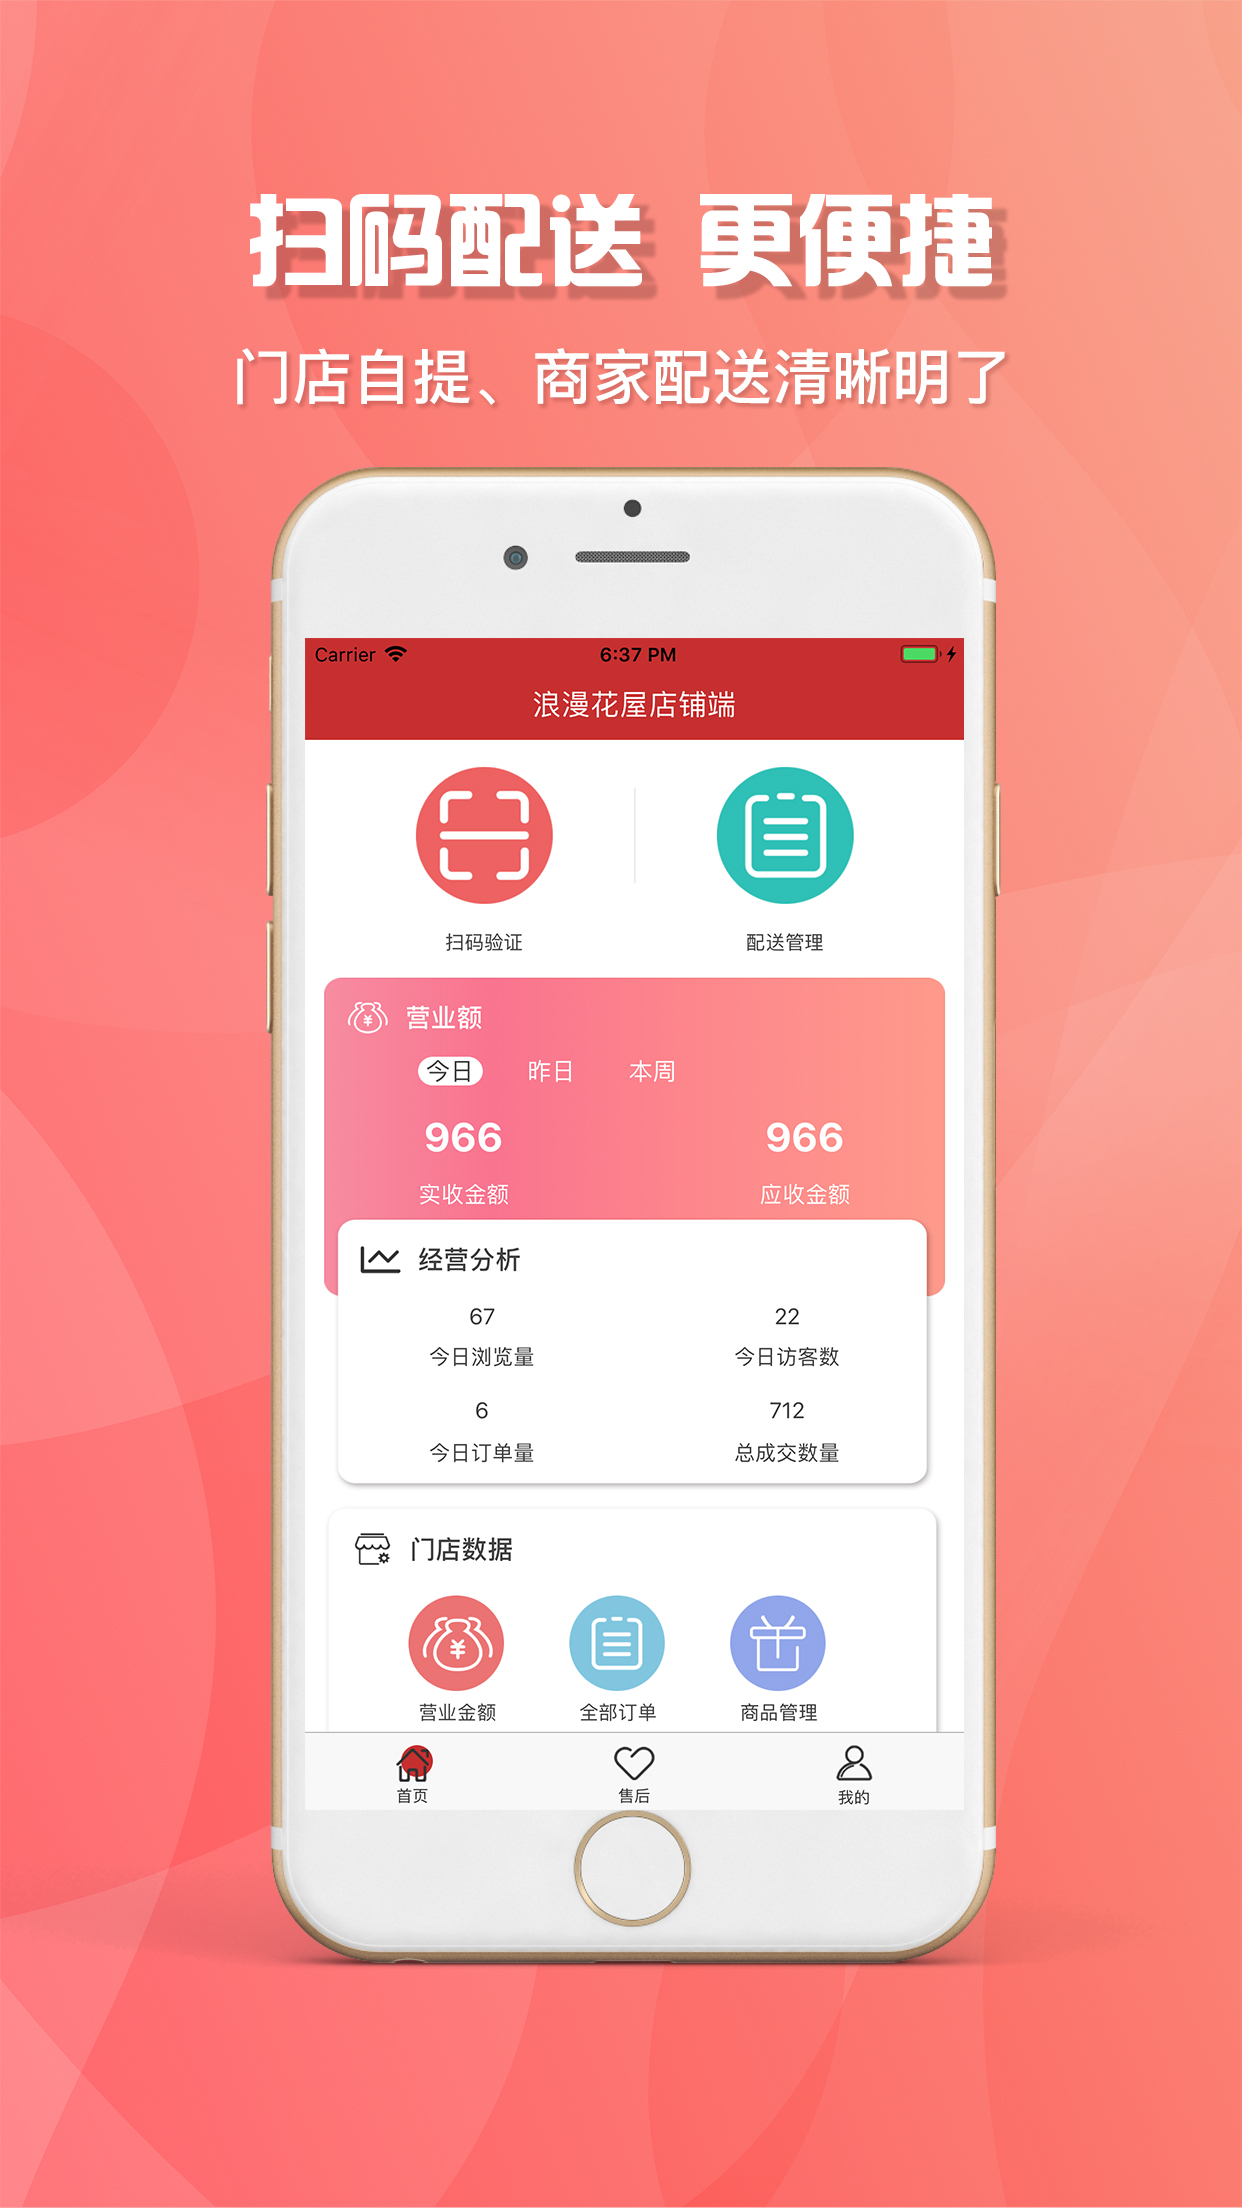 扫码配送 更便捷
门店自提、商家配送清晰明了
Carrier 6:37 PM
浪漫花屋店铺端
扫码验证 配送管理
营业额
今日 昨日 本周
966 966
实收金额 应收金额
经营分析
67 22
今日浏览量 今日访客数
6 712
今日订单量 总成交数量
门店数据
营业金额 全部订单 商品管理
首页 售后 我的